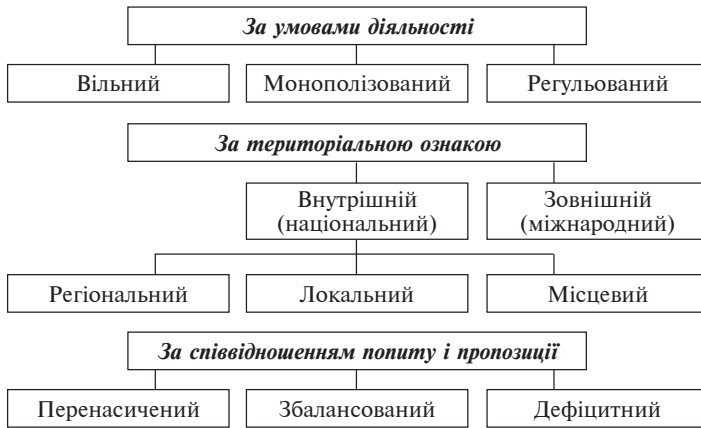 За умовами діяльності
Вільний
Монополізований
Регульований
За територіальною ознакою
Внутрішній
(національний)
Зовнішній
(міжнародний)
Регіональний
Локальний
Місцевий
За співвідношенням попиту і пропозиції
Перенасичений
Збалансований
Дефіцитний